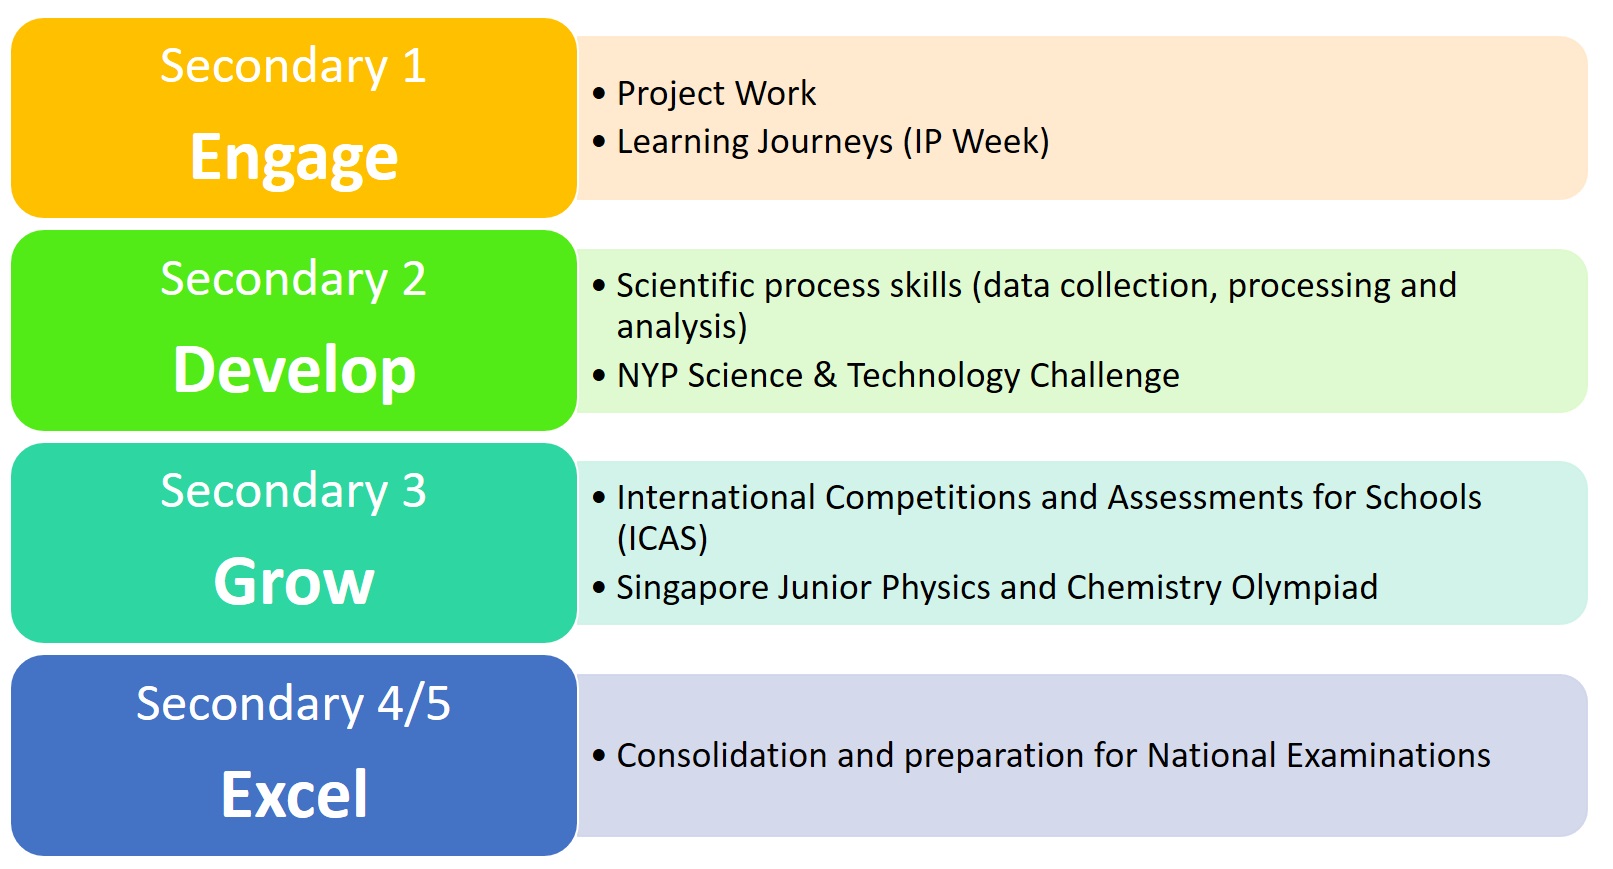 Secondary 1
Engage
• Project Work
• Learning Journeys (IP Week)
Secondary 2
Develop
• Scientific process skills (data collection, processing and
analysis)
• NYP Science & Technology Challenge
Secondary 3
Grow
• International Competitions and Assessments for Schools
(ICAS)
• Singapore Junior Physics and Chemistry Olympiad
Secondary 4/5
Excel
• Consolidation and preparation for National Examinations